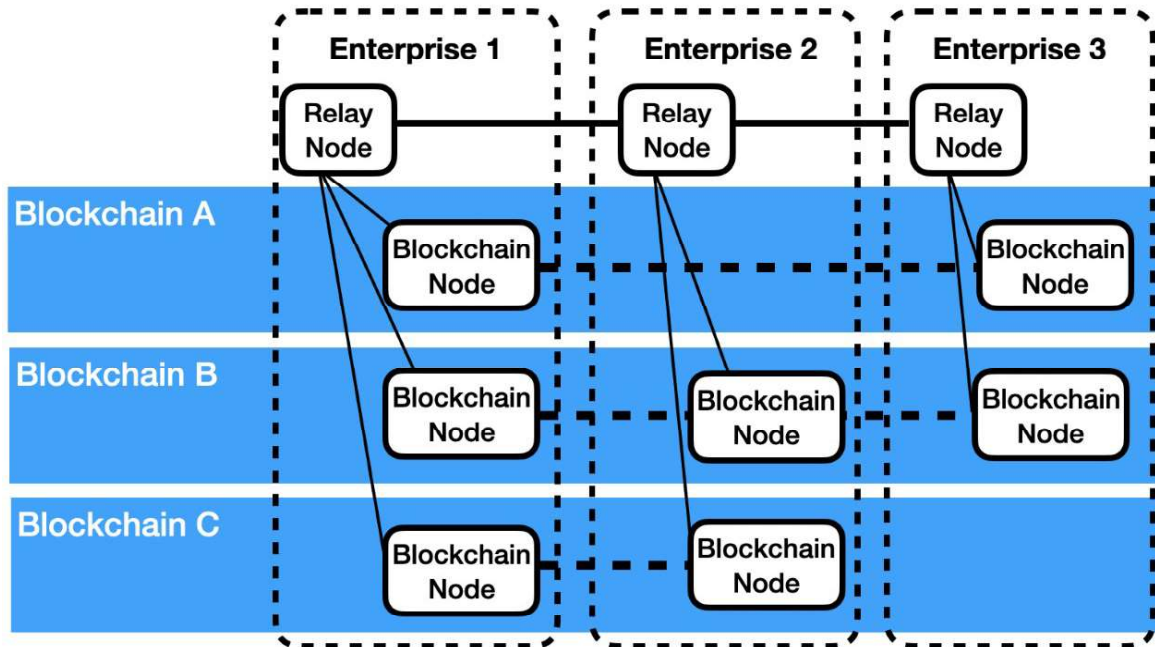 Enterprise 1
Enterprise 2
Enterprise 3
Relay
Node
Relay
Node
Relay
Node
Blockchain A
Blockchain
Node
Blockchain
Node
Blockchain B
Blockchain
Node
Blockchain
Node
Blockchain
Node
Blockchain C
Blockchain
Node
Blockchain
Node